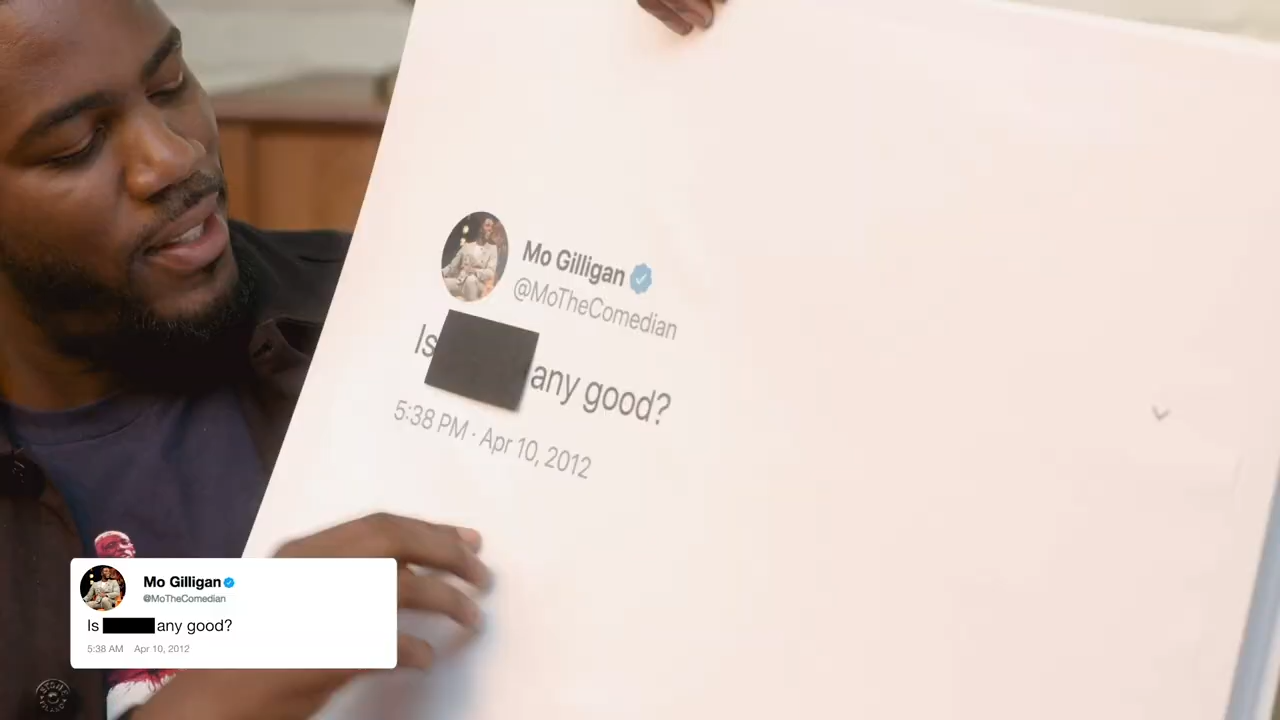 Mo Gilligan
@MoTheComedian
Is any good?
5:38 PM · Apr 10, 2012
Mo Gilligan
@MoTheComedian
Is any good?
5:38 AM Apr 10, 2012